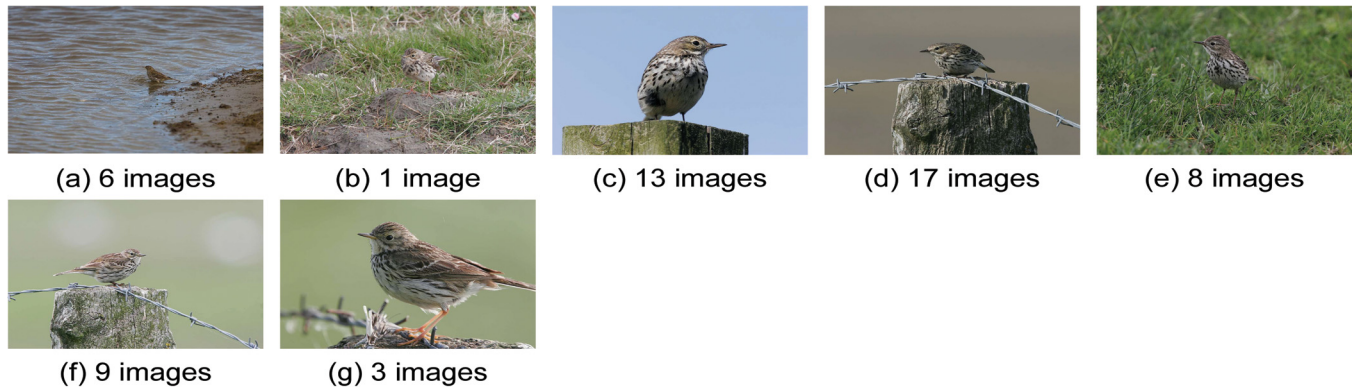 (a) 6 images
(b) 1 image
(c) 13 images
(d) 17 images
(e) 8 images
(f) 9 images
(g) 3 images